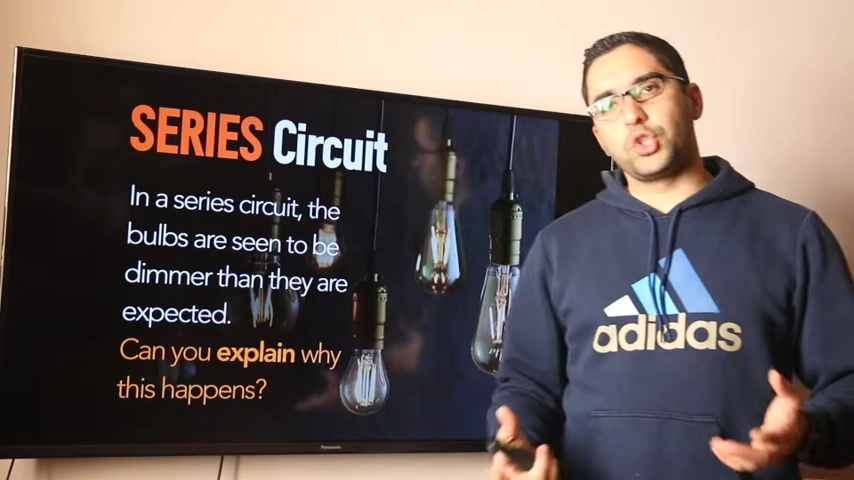 SERIES Circuit
In a series circuit, the
bulbs are seen to be
dimmer than they are
expected.
Can you explain why
this happens?
Panasonic
adidas